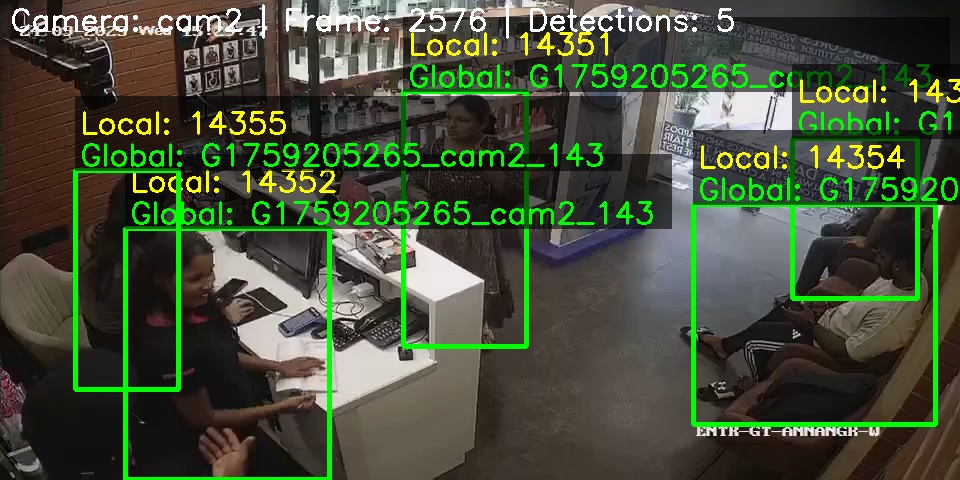 Camera: cam2 | Frame: 2576 | Detections: 5
Local: 14351
Global: G1759205265_cam2_143
Local: 143
Global: G1
Local: 14355
Global: G1759205265_cam2_143
Local: 14354
Global: G175920
Local: 14352
Global: G1759205265_cam2_143
ENTR-GT-ANNANGR-W